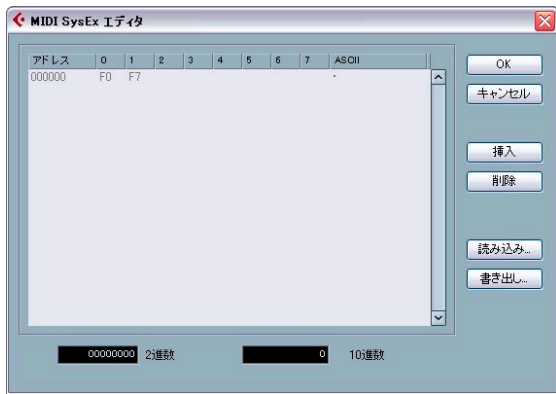 MIDI SysEx エディタ
アドレス 0 1 2 3 4 5 6 7 ASCII
000000 F0 F7 .
OK
キャンセル
挿入
削除
読み込み...
書き出し...
00000000 2進数 0 10進数